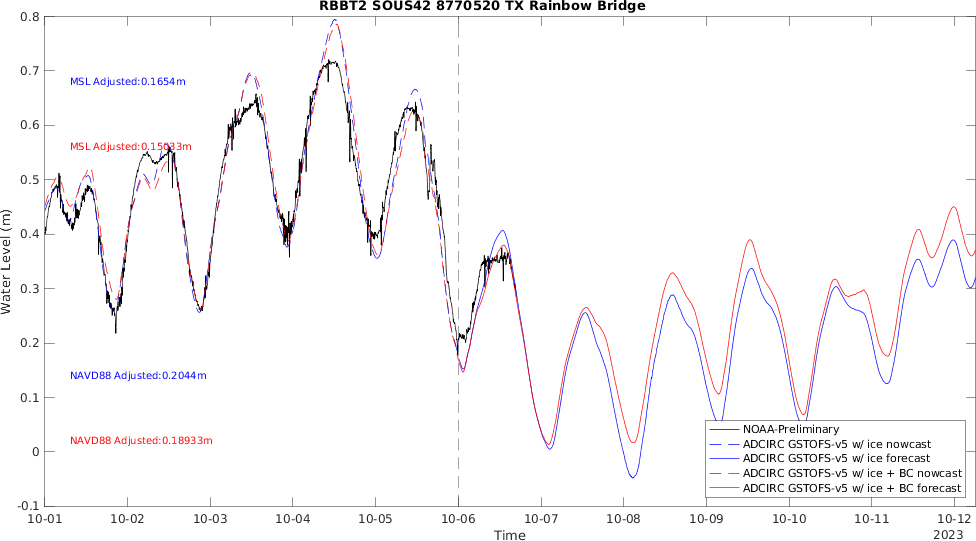 RBBT2 SOUS42 8770520 TX Rainbow Bridge
0.8
0.7
0.6
0.5
0.4
0.3
0.2
0.1
0
-0.1
Water Level (m)
MSL Adjusted:0.1654m
MSL Adjusted:0.15033m
NAVD88 Adjusted:0.2044m
NAVD88 Adjusted:0.18933m
NOAA-Preliminary
ADCIRC GSTOFS-v5 w/ ice nowcast
ADCIRC GSTOFS-v5 w/ ice forecast
ADCIRC GSTOFS-v5 w/ ice + BC nowcast
ADCIRC GSTOFS-v5 w/ ice + BC forecast
10-01 10-02 10-03 10-04 10-05 10-06 10-07 10-08 10-09 10-10 10-11 10-12
2023
Time